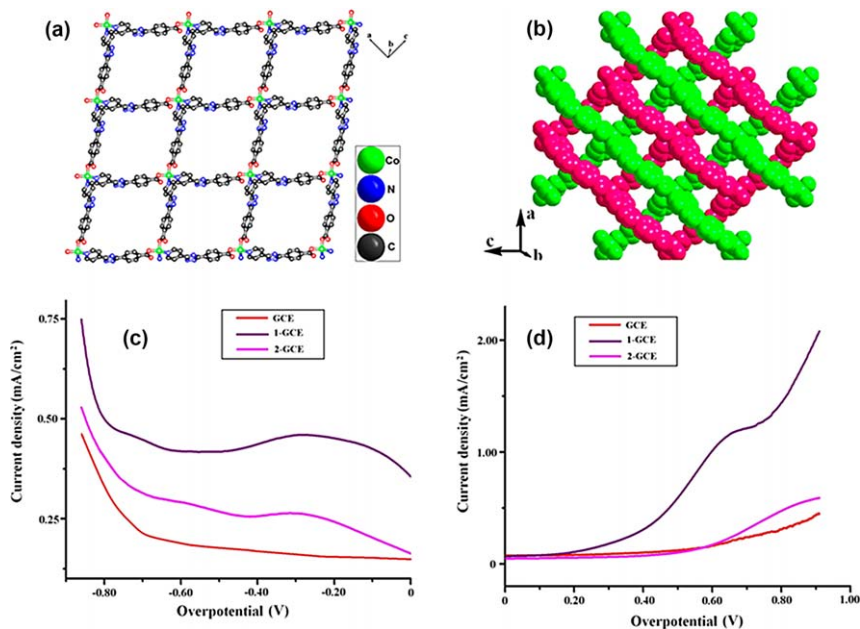 (a)
a
b
c
Co
N
O
C
(b)
a
c
b
0.75
0.50
0.25
Current density (mA/cm²)
GCE
1-GCE
2-GCE
(c)
-0.80
-0.60
-0.40
-0.20
0
Overpotential (V)
2.00
1.00
0
Current density (mA/cm²)
GCE
1-GCE
2-GCE
(d)
0
0.20
0.40
0.60
0.80
1.00
Overpotential (V)